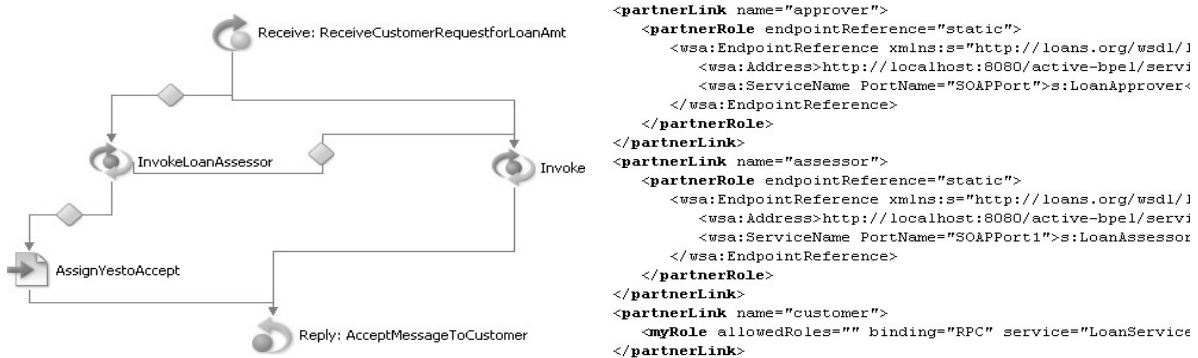 Receive: ReceiveCustomerRequestforLoanAmt
InvokeLoanAssessor
Invoke
AssignYestoAccept
Reply: AcceptMessageToCustomer
<partnerLink name="approver">
<partnerRole endpointReference="static">
<wsa:EndpointReference xmlns:s="http://loans.org/wsdl/
<wsa:Address>http://localhost:8080/active-bpel/servi
<wsa:ServiceName PortName="SOAPPort">s:LoanApprover<
</wsa:EndpointReference>
</partnerRole>
</partnerLink>
<partnerLink name="assessor">
<partnerRole endpointReference="static">
<wsa:EndpointReference xmlns:s="http://loans.org/wsdl/
<wsa:Address>http://localhost:8080/active-bpel/servi
<wsa:ServiceName PortName="SOAPPort1">s:LoanAssessor
</wsa:EndpointReference>
</partnerRole>
</partnerLink>
<partnerLink name="customer">
<myRole allowedRoles="" binding="RPC" service="LoanService
</partnerLink>